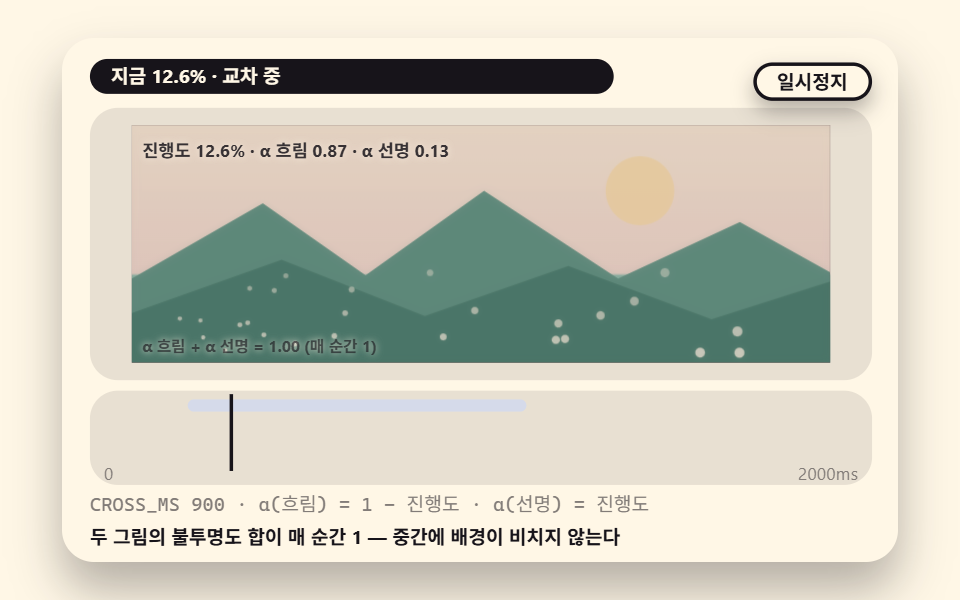 지금 12.6% · 교차 중
일시정지
진행도 12.6% · α 흐림 0.87 · α 선명 0.13
α 흐림 + α 선명 = 1.00 (매 순간 1)
0
2000ms
CROSS_MS 900 · α(흐림) = 1 − 진행도 · α(선명) = 진행도
두 그림의 불투명도 합이 매 순간 1 — 중간에 배경이 비치지 않는다